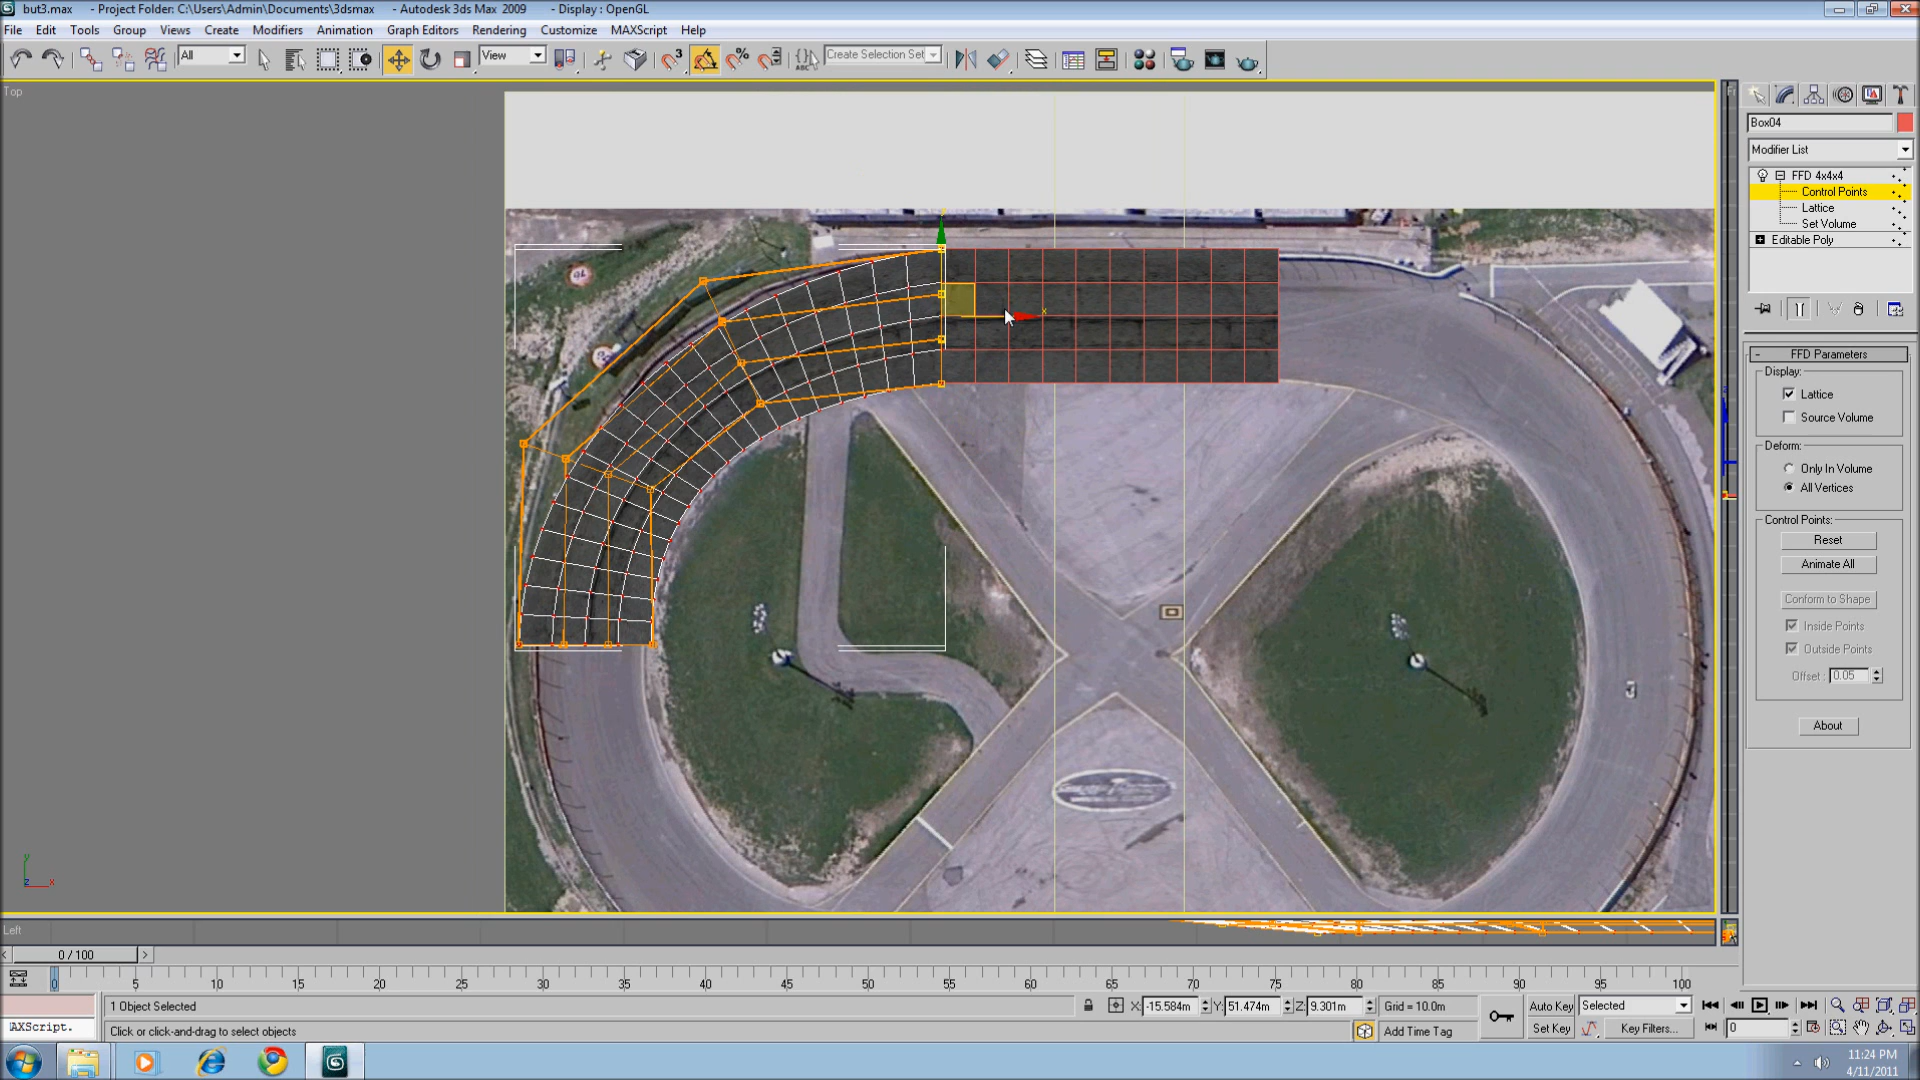 but3.max - Project Folder: C:\Users\Admin\Documents\3dsmax - Autodesk 3ds Max 2009 - Display : OpenGL
File Edit Tools Group Views Create Modifiers Animation Graph Editors Rendering Customize MAXScript Help
All View Create Selection Set
Top
Box04
Modifier List
FFD 4x4x4
Control Points
Lattice
Set Volume
Editable Poly
FFD Parameters
Display:
Lattice
Source Volume
Deform:
Only In Volume
All Vertices
Control Points:
Reset
Animate All
Conform to Shape
Inside Points
Outside Points
Offset : 0.05
About
Left
0 / 100
0 5 10 15 20 25 30 35 40 45 50 55 60 65 70 75 80 85 90 95 100
1 Object Selected X: -15.584m Y: 51.474m Z: 9.301m Grid = 10.0m Auto Key Selected
AXScript. Click or click-and-drag to select objects Add Time Tag Set Key Key Filters... 0
11:24 PM
4/11/2011